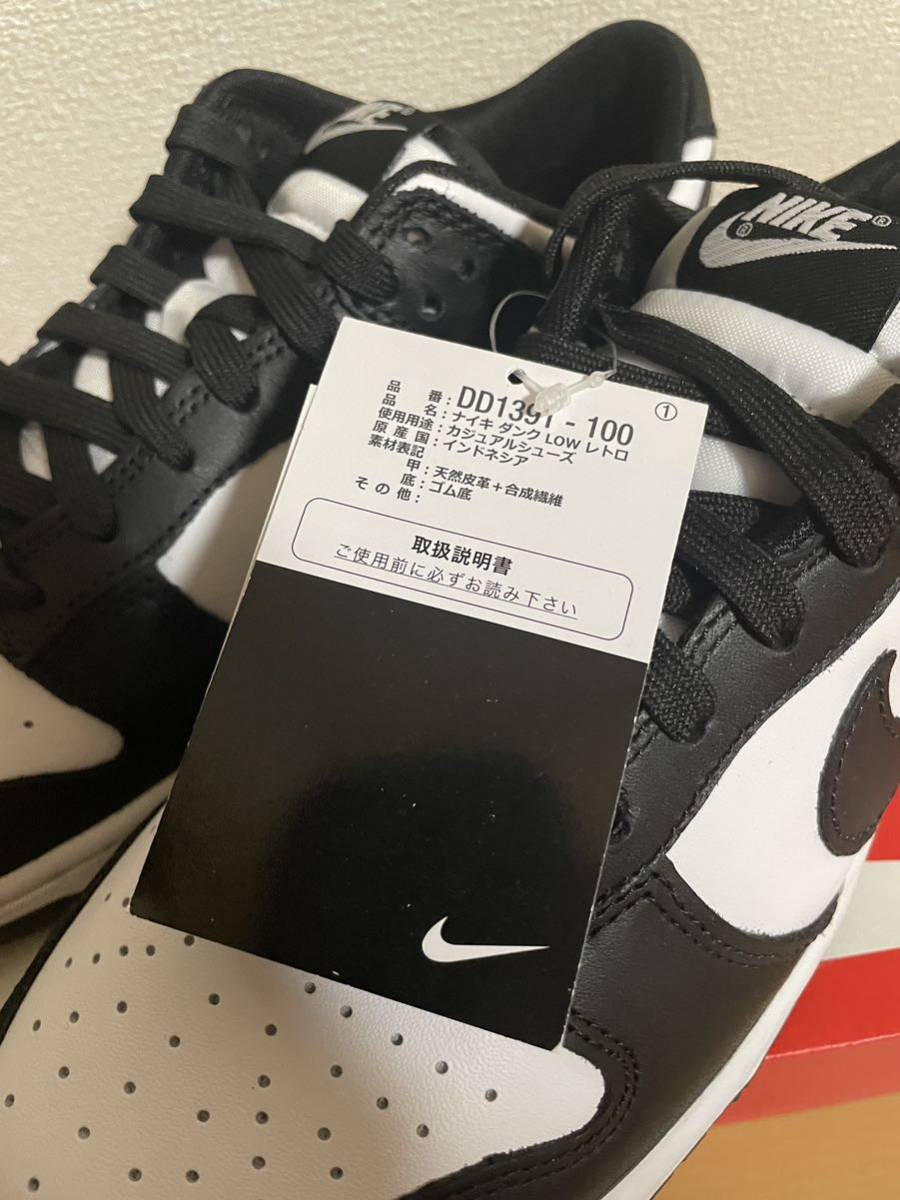 NIKE®
NIKE®
®
①
品番：DD1391-100
品名：ナイキ ダンク LOW レトロ
使用用途：カジュアルシューズ
原産国：インドネシア
素材表記
甲：天然皮革＋合成繊維
底：ゴム底
その他：
取扱説明書
ご使用前に必ずお読み下さい